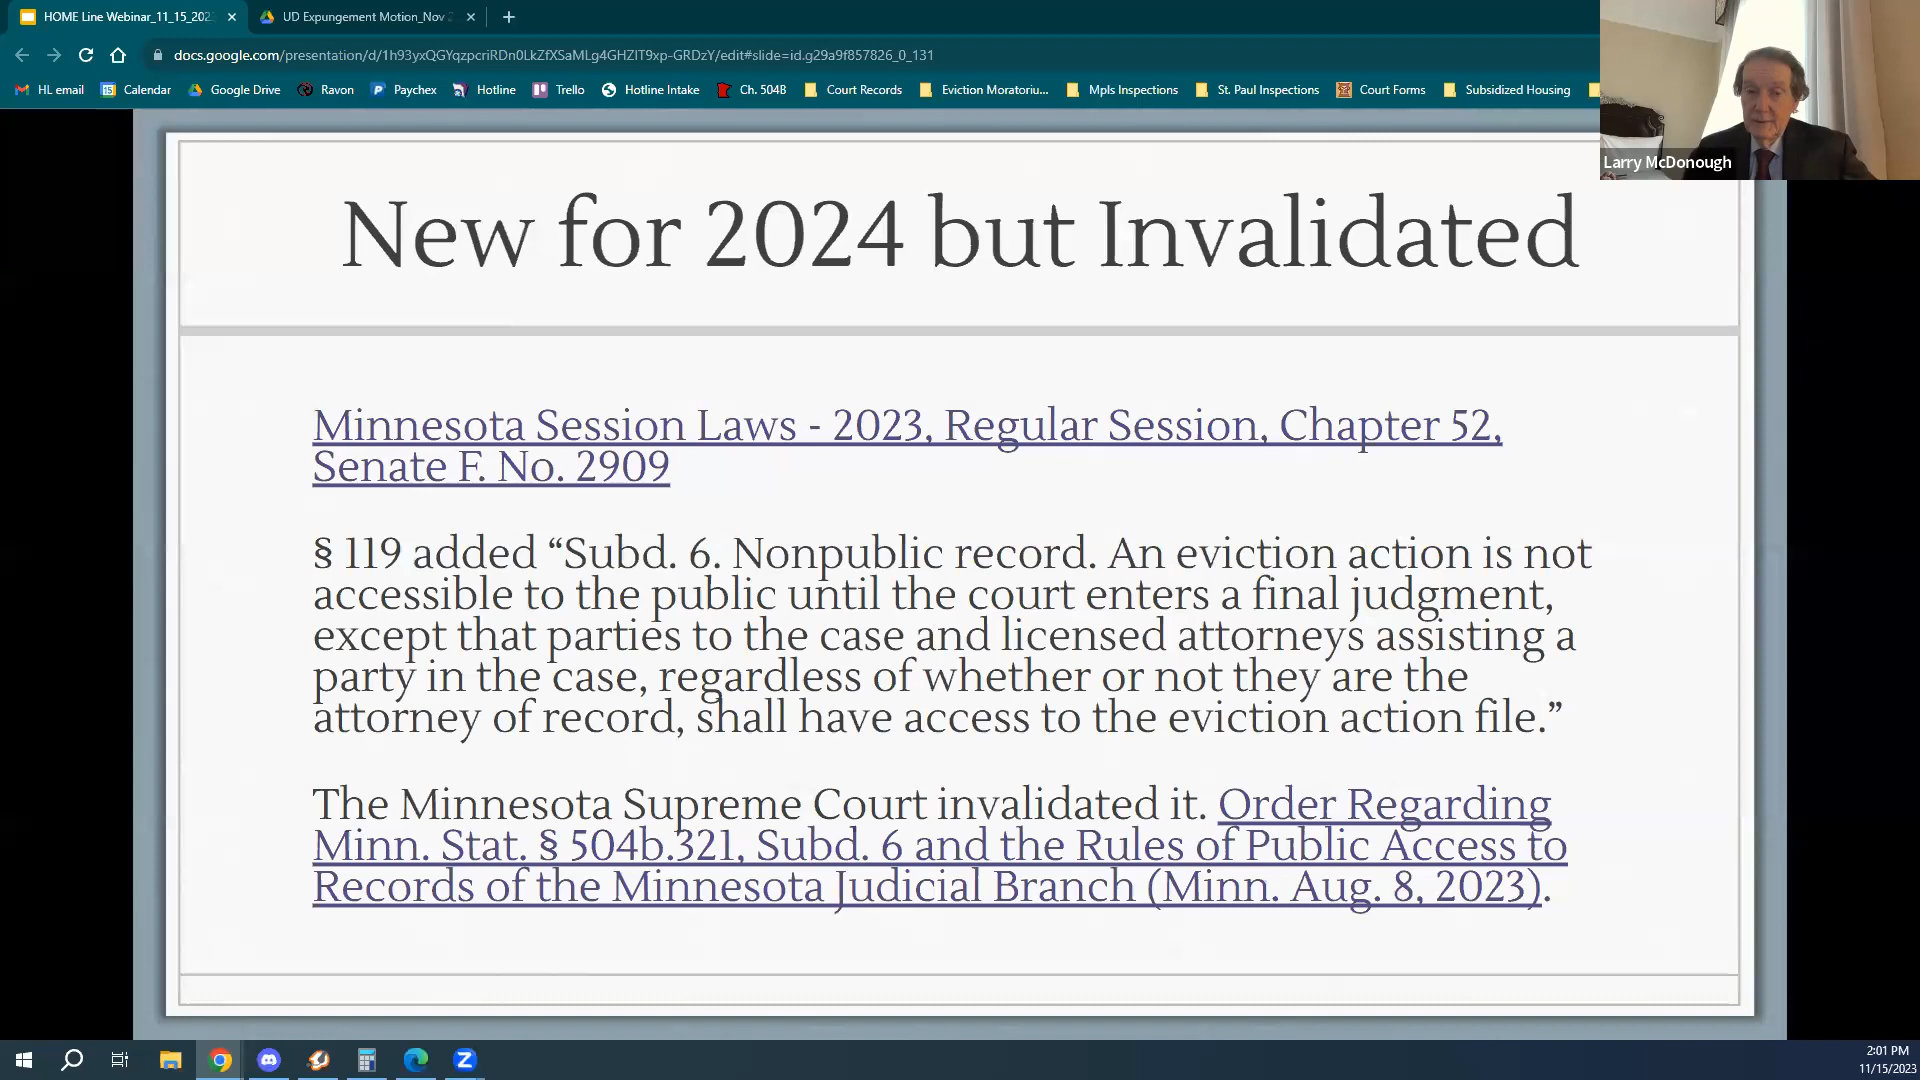 HOME Line Webinar_11_15_202
UD Expungement Motion_Nov 2
docs.google.com/presentation/d/1h93yxQGYqzpcriRDn0LkZfXSaMLg4GHZIT9xp-GRDzY/edit#slide=id.g29a9f857826_0_131
HL email Calendar Google Drive Ravon Paychex Hotline Trello Hotline Intake Ch. 504B Court Records Eviction Moratoriu... Mpls Inspections St. Paul Inspections Court Forms Subsidized Housing
Larry McDonough
New for 2024 but Invalidated
Minnesota Session Laws - 2023, Regular Session, Chapter 52,
Senate F. No. 2909
§ 119 added “Subd. 6. Nonpublic record. An eviction action is not
accessible to the public until the court enters a final judgment,
except that parties to the case and licensed attorneys assisting a
party in the case, regardless of whether or not they are the
attorney of record, shall have access to the eviction action file.”
The Minnesota Supreme Court invalidated it. Order Regarding
Minn. Stat. § 504b.321, Subd. 6 and the Rules of Public Access to
Records of the Minnesota Judicial Branch (Minn. Aug. 8, 2023).
2:01 PM
11/15/2023